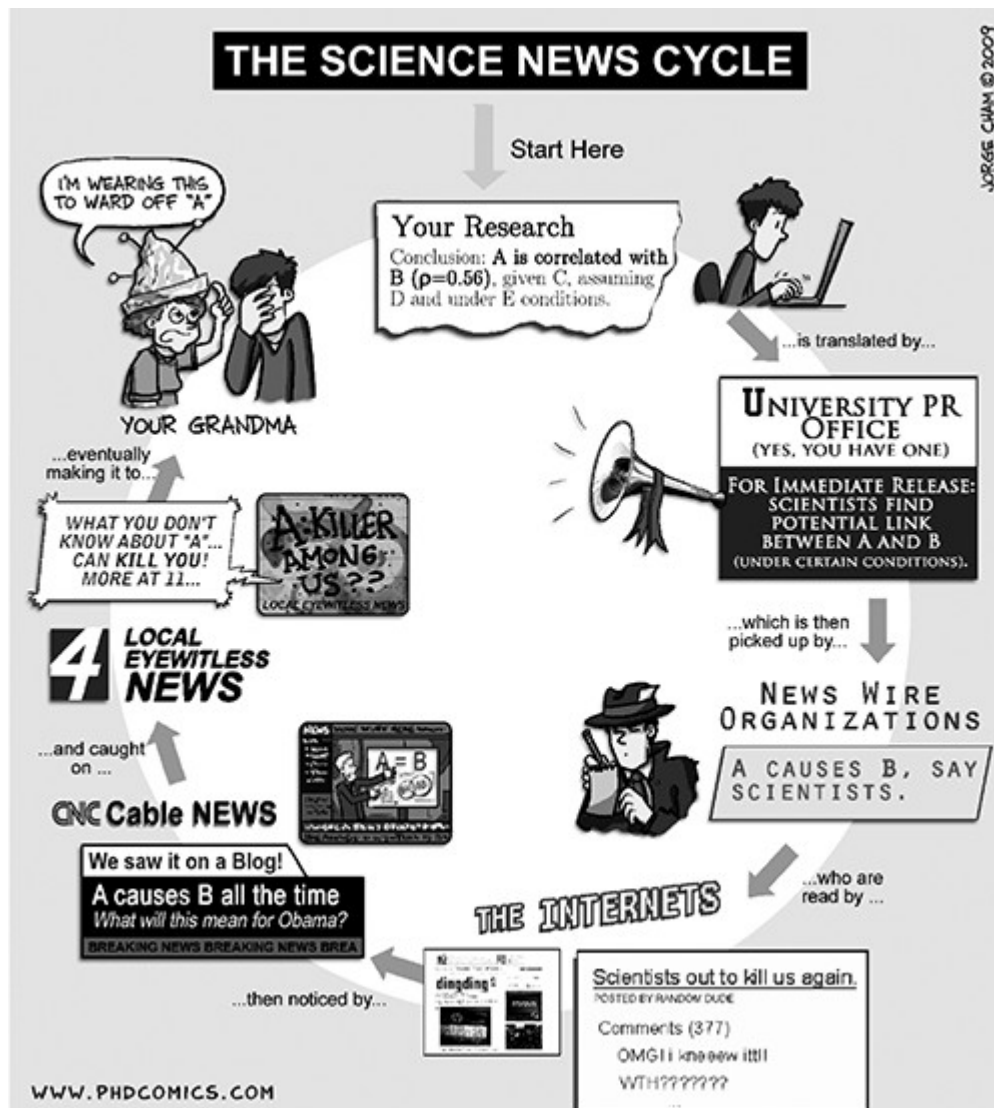 THE SCIENCE NEWS CYCLE
JORGE CHAM © 2009
Start Here
Your Research
Conclusion: A is correlated with
B (ρ=0.56), given C, assuming
D and under E conditions.
...is translated by...
UNIVERSITY PR
OFFICE
(YES, YOU HAVE ONE)
FOR IMMEDIATE RELEASE:
SCIENTISTS FIND
POTENTIAL LINK
BETWEEN A AND B
(UNDER CERTAIN CONDITIONS).
...which is then
picked up by...
NEWS WIRE
ORGANIZATIONS
A CAUSES B, SAY
SCIENTISTS.
...who are
read by ...
THE INTERNETS
Scientists out to kill us again.
POSTED BY RANDOM DUDE
Comments (377)
OMG! i kneeew itt!!
WTH???????
...
dingding
...then noticed by...
We saw it on a Blog!
A causes B all the time
What will this mean for Obama?
BREAKING NEWS BREAKING NEWS BREA
CNC Cable NEWS
NEWS
A = B
...and caught
on ...
4 LOCAL
EYEWITLESS
NEWS
WHAT YOU DON'T
KNOW ABOUT "A"...
CAN KILL YOU!
MORE AT 11...
A: KILLER
AMONG
US??
LOCAL EYEWITLESS NEWS
...eventually
making it to...
YOUR GRANDMA
I'M WEARING THIS
TO WARD OFF "A"
WWW.PHDCOMICS.COM